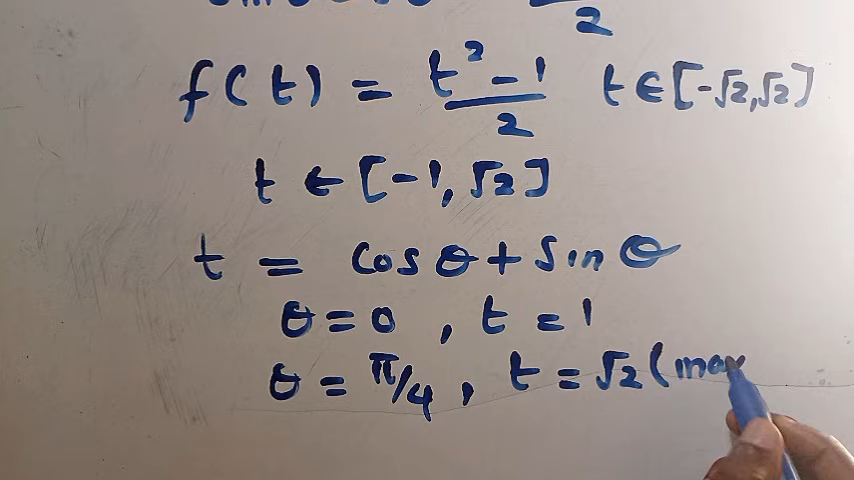 f(t) = t² - 1 / 2 t ∈ [-√2, √2]
t ∈ [-1, √2]
t = cos θ + sin θ
θ = 0 , t = 1
θ = π/4 , t = √2 (max